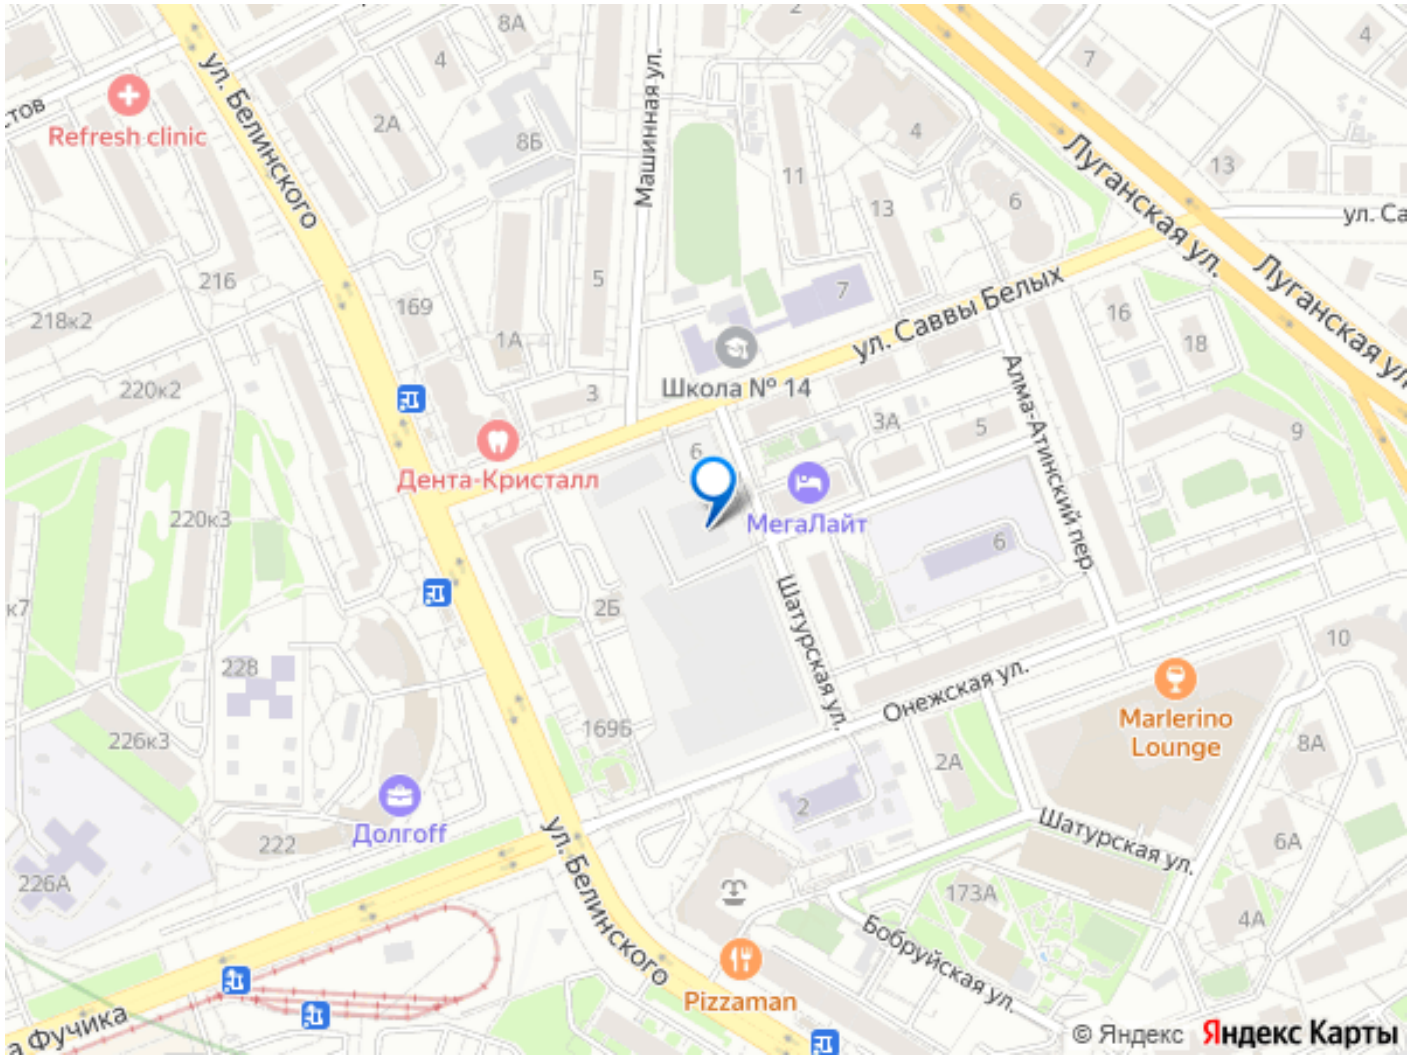 8А
2
4
4
7
ул. Белинского
Refresh clinic
2А
8Б
Машинная ул.
4
Луганская ул.
11
13
13
6
ул. Са
216
5
7
Луганская ул
169
218к2
1А
ул. Саввы Белых
16
18
Школа № 14
220к2
3
Алма-Атинский пер.
3А
5
9
6
Дента-Кристалл
МегаЛайт
220к3
6
к7
2Б
Шатурская ул.
10
228
Онежская ул.
Marlerino
Lounge
226к3
169Б
2А
8А
2
Долгоff
222
ул. Белинского
Шатурская ул.
6А
226А
173А
4А
Бобруйская ул.
Pizzaman
а Фучика
© Яндекс Яндекс Карты